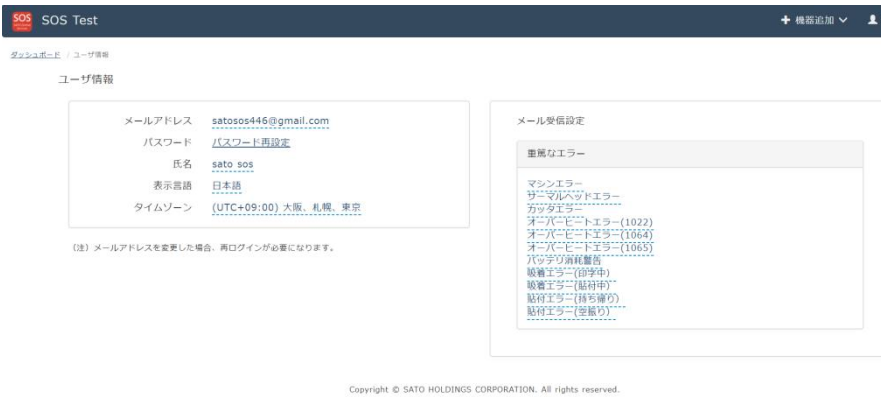 SOS
SOS Test
機器追加
ダッシュボード / ユーザ情報
ユーザ情報
メールアドレス satosos446@gmail.com
パスワード パスワード再設定
氏名 sato sos
表示言語 日本語
タイムゾーン (UTC+09:00) 大阪、札幌、東京
(注) メールアドレスを変更した場合、再ログインが必要になります。
メール受信設定
重篤なエラー
マシンエラー
サーマルヘッドエラー
カッタエラー
オーバーヒートエラー(1022)
オーバーヒートエラー(1064)
オーバーヒートエラー(1065)
バッテリ消耗警告
吸着エラー(印字中)
吸着エラー(貼付中)
貼付エラー(持ち帰り)
貼付エラー(空振り)
Copyright © SATO HOLDINGS CORPORATION. All rights reserved.